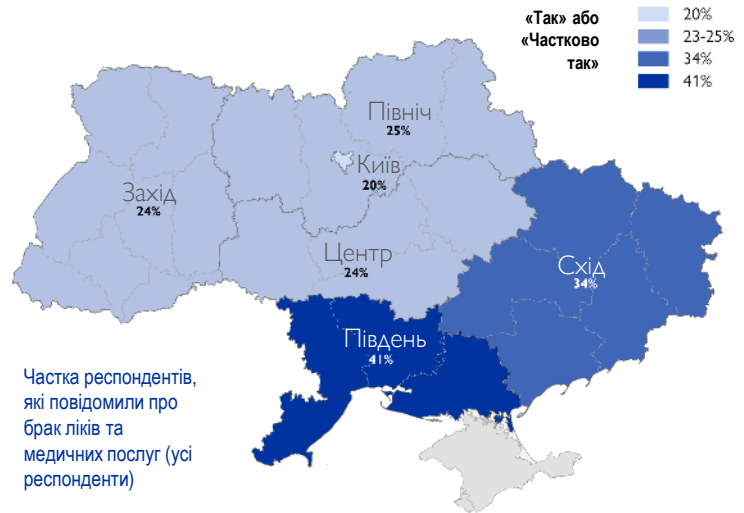 «Так» або
«Частково
так»
20%
23-25%
34%
41%
Північ
25%
Київ
20%
Захід
24%
Центр
24%
Схід
34%
Південь
41%
Частка респондентів,
які повідомили про
брак ліків та
медичних послуг (усі
респонденти)